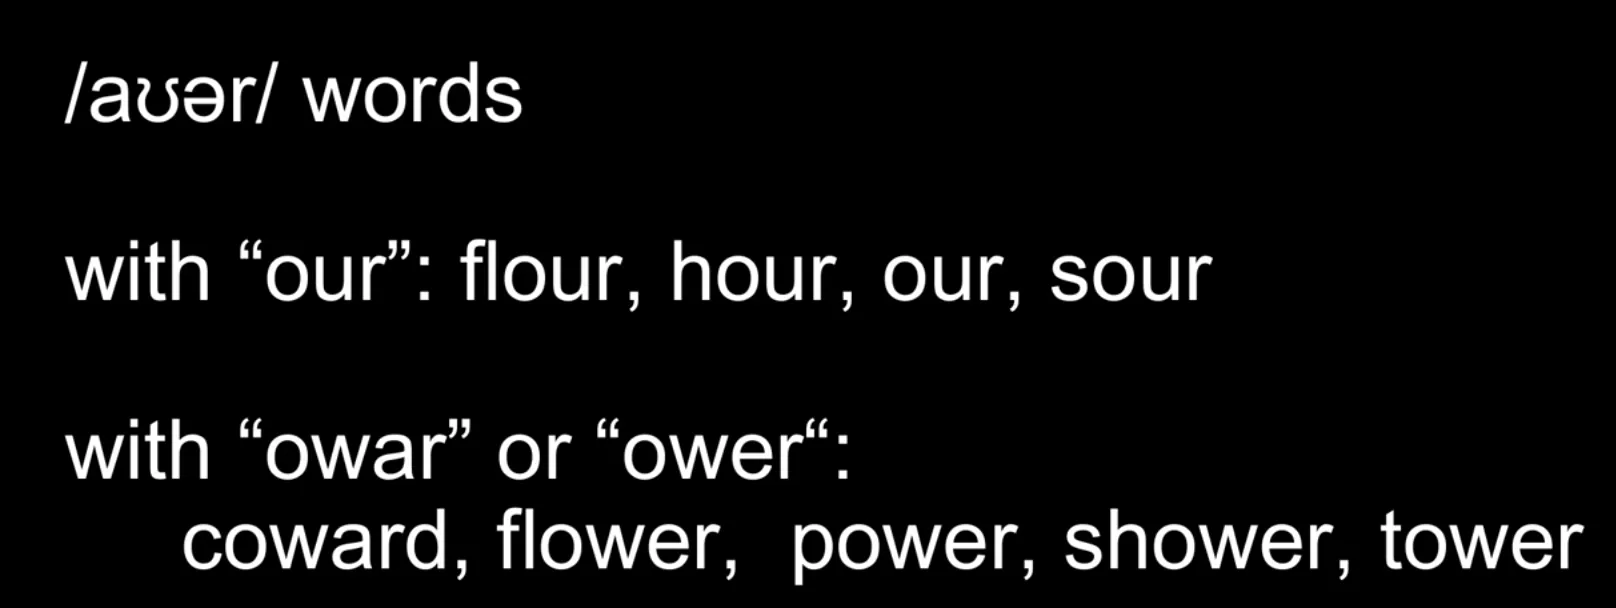 /aʊər/ words
with “our”: flour, hour, our, sour
with “owar” or “ower“:
coward, flower, power, shower, tower